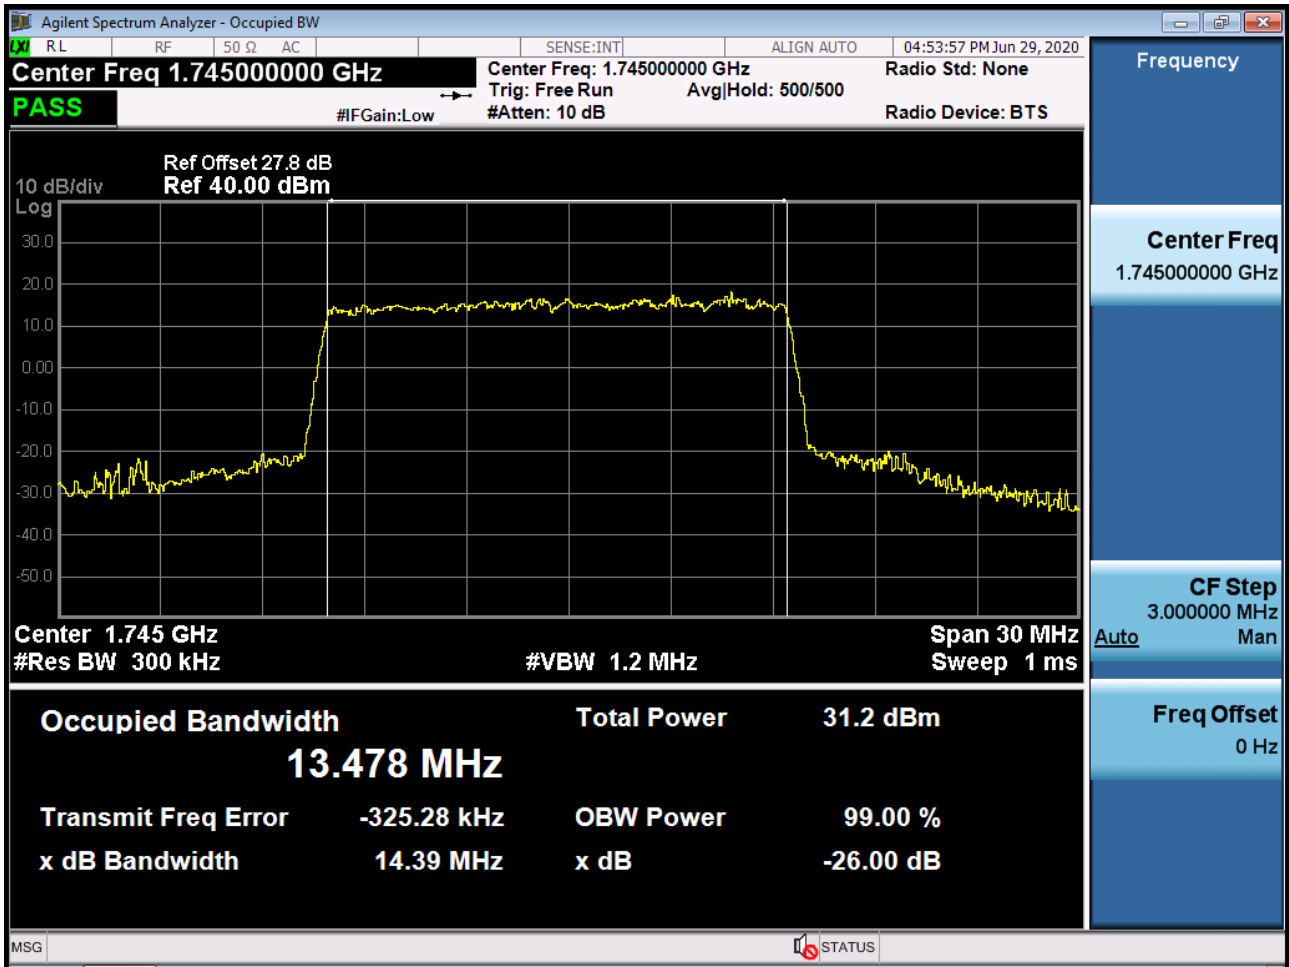 Agilent Spectrum Analyzer - Occupied BW
LXI RL RF 50 Ω AC SENSE:INT ALIGN AUTO 04:53:57 PM Jun 29, 2020
Center Freq 1.745000000 GHz
Center Freq: 1.745000000 GHz
Radio Std: None
Trig: Free Run Avg|Hold: 500/500
PASS
#IFGain:Low
#Atten: 10 dB
Radio Device: BTS
Ref Offset 27.8 dB
10 dB/div Ref 40.00 dBm
Log
30.0
20.0
10.0
0.00
-10.0
-20.0
-30.0
-40.0
-50.0
Center 1.745 GHz Span 30 MHz
#Res BW 300 kHz #VBW 1.2 MHz Sweep 1 ms
Occupied Bandwidth Total Power 31.2 dBm
13.478 MHz
Transmit Freq Error -325.28 kHz OBW Power 99.00 %
x dB Bandwidth 14.39 MHz x dB -26.00 dB
Frequency
Center Freq
1.745000000 GHz
CF Step
3.000000 MHz
Auto Man
Freq Offset
0 Hz
MSG STATUS